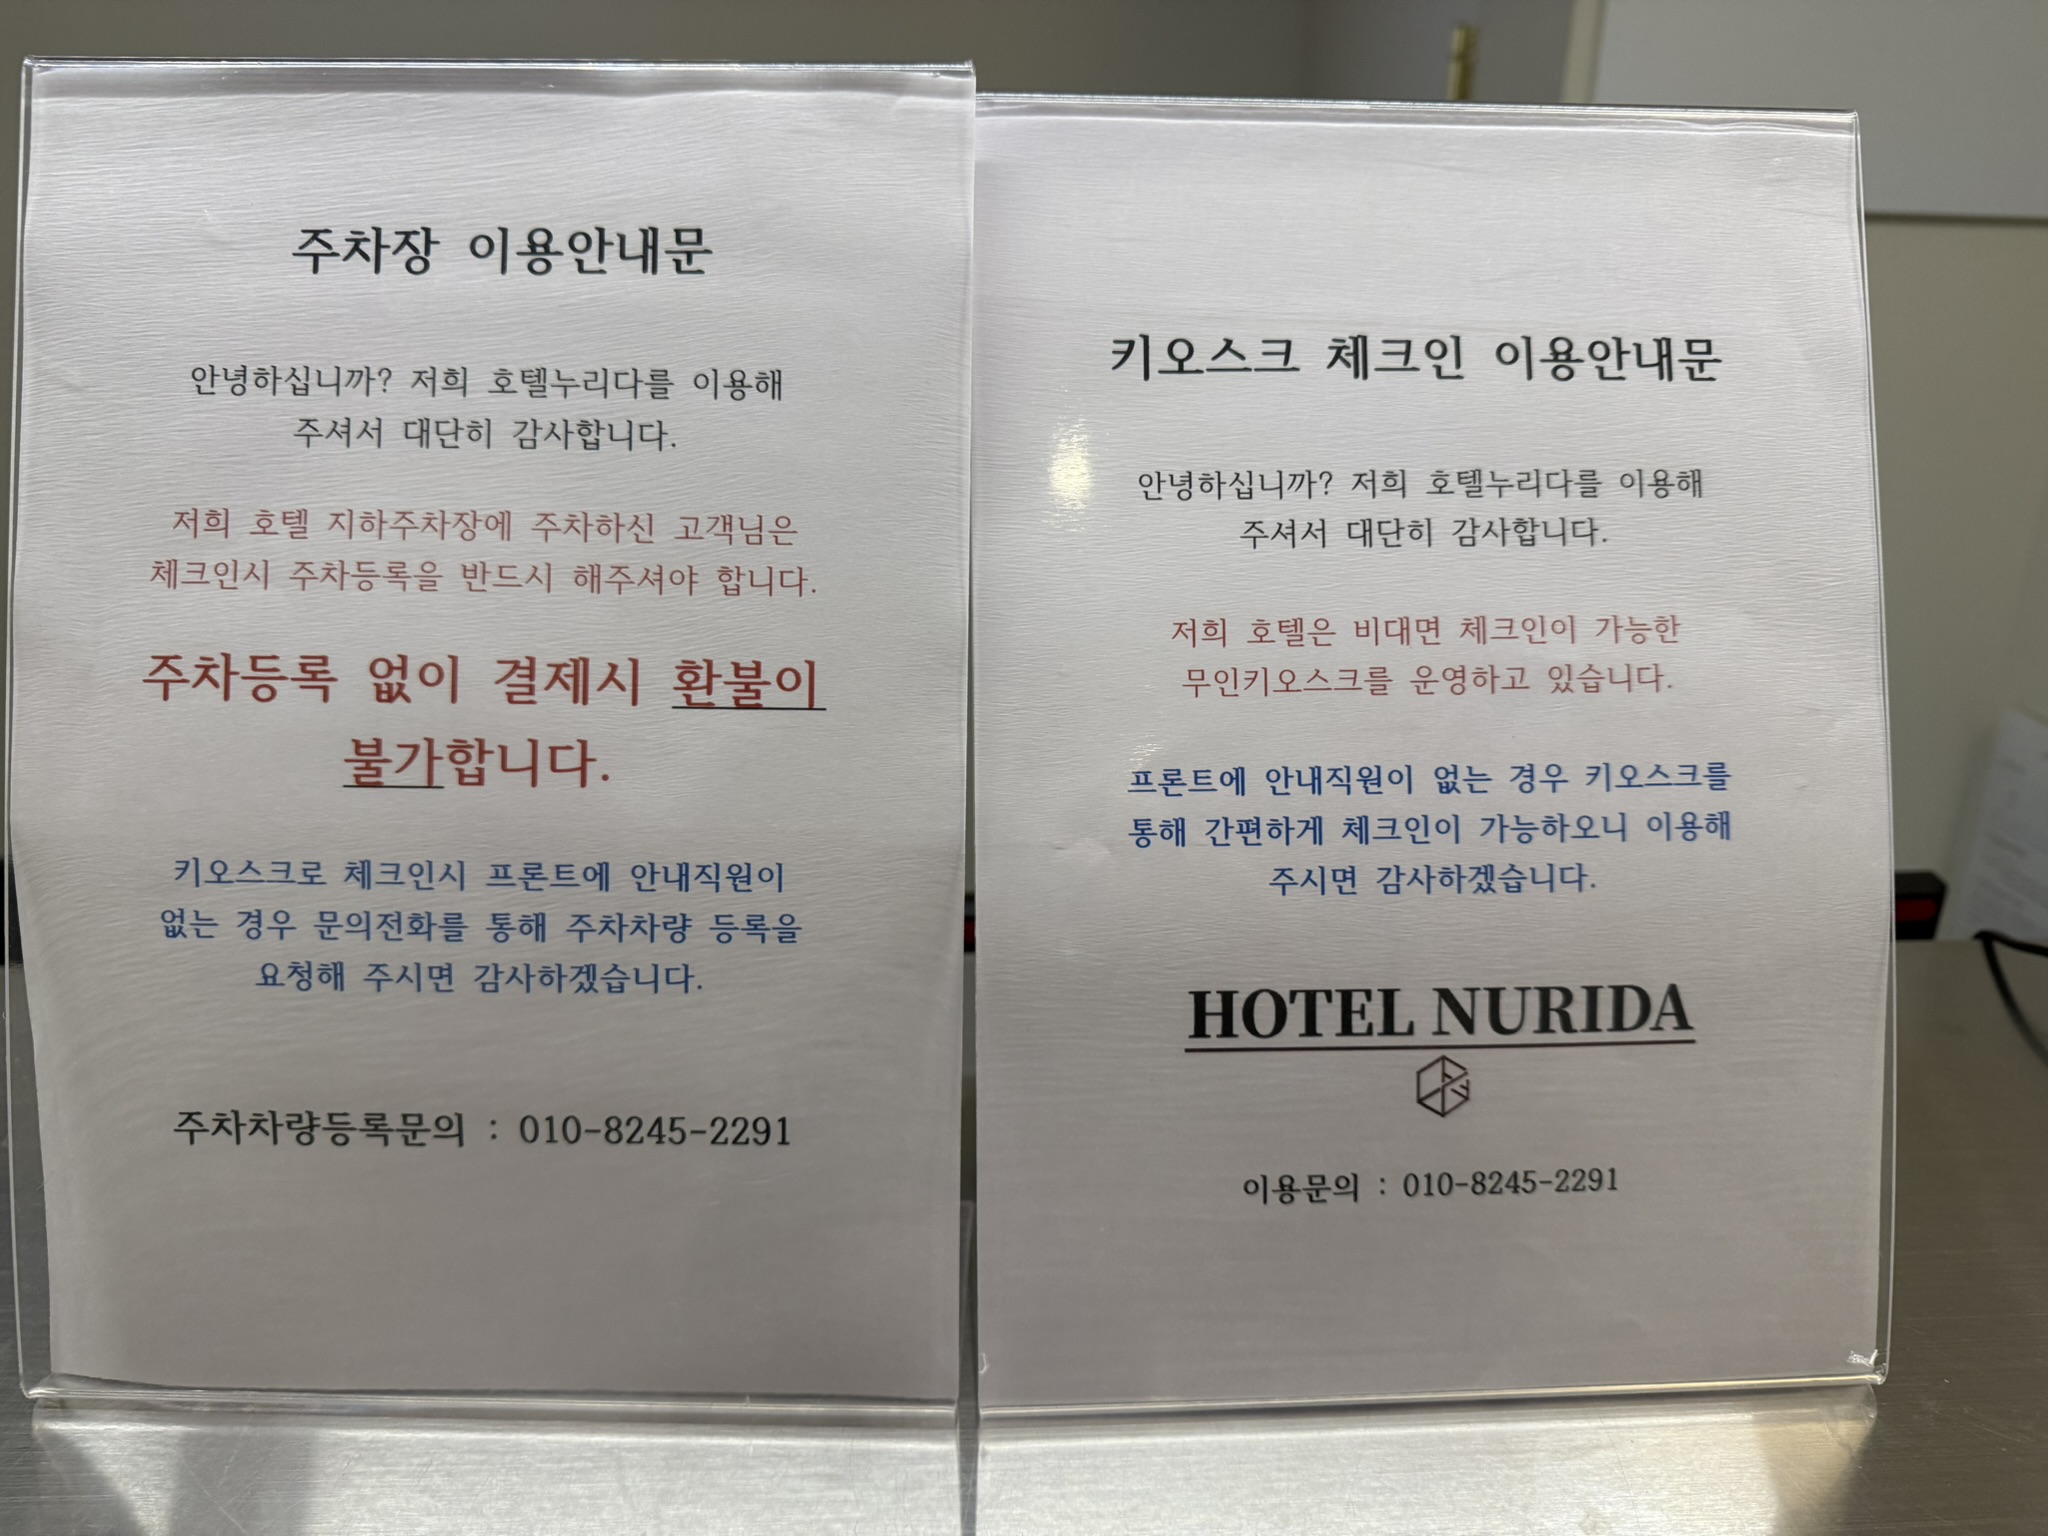 주차장 이용안내문
안녕하십니까? 저희 호텔누리다를 이용해
주셔서 대단히 감사합니다.
저희 호텔 지하주차장에 주차하신 고객님은
체크인시 주차등록을 반드시 해주셔야 합니다.
주차등록 없이 결제시 환불이
불가합니다.
키오스크로 체크인시 프론트에 안내직원이
없는 경우 문의전화를 통해 주차차량 등록을
요청해 주시면 감사하겠습니다.
주차차량등록문의 : 010-8245-2291
키오스크 체크인 이용안내문
안녕하십니까? 저희 호텔누리다를 이용해
주셔서 대단히 감사합니다.
저희 호텔은 비대면 체크인이 가능한
무인키오스크를 운영하고 있습니다.
프론트에 안내직원이 없는 경우 키오스크를
통해 간편하게 체크인이 가능하오니 이용해
주시면 감사하겠습니다.
HOTEL NURIDA
이용문의 : 010-8245-2291